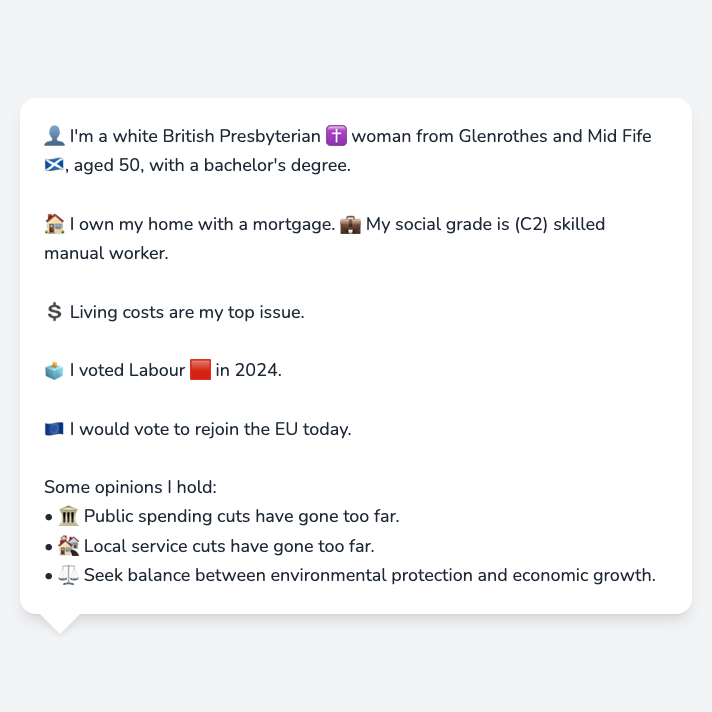 👤 I'm a white British Presbyterian ✝️ woman from Glenrothes and Mid Fife
🏴󠁧󠁢󠁳󠁣󠁴󠁿, aged 50, with a bachelor's degree.
🏠 I own my home with a mortgage. 💼 My social grade is (C2) skilled
manual worker.
💲 Living costs are my top issue.
🗳️ I voted Labour 🟥 in 2024.
🇪🇺 I would vote to rejoin the EU today.
Some opinions I hold:
• 🏛️ Public spending cuts have gone too far.
• 🏘️ Local service cuts have gone too far.
• ⚖️ Seek balance between environmental protection and economic growth.